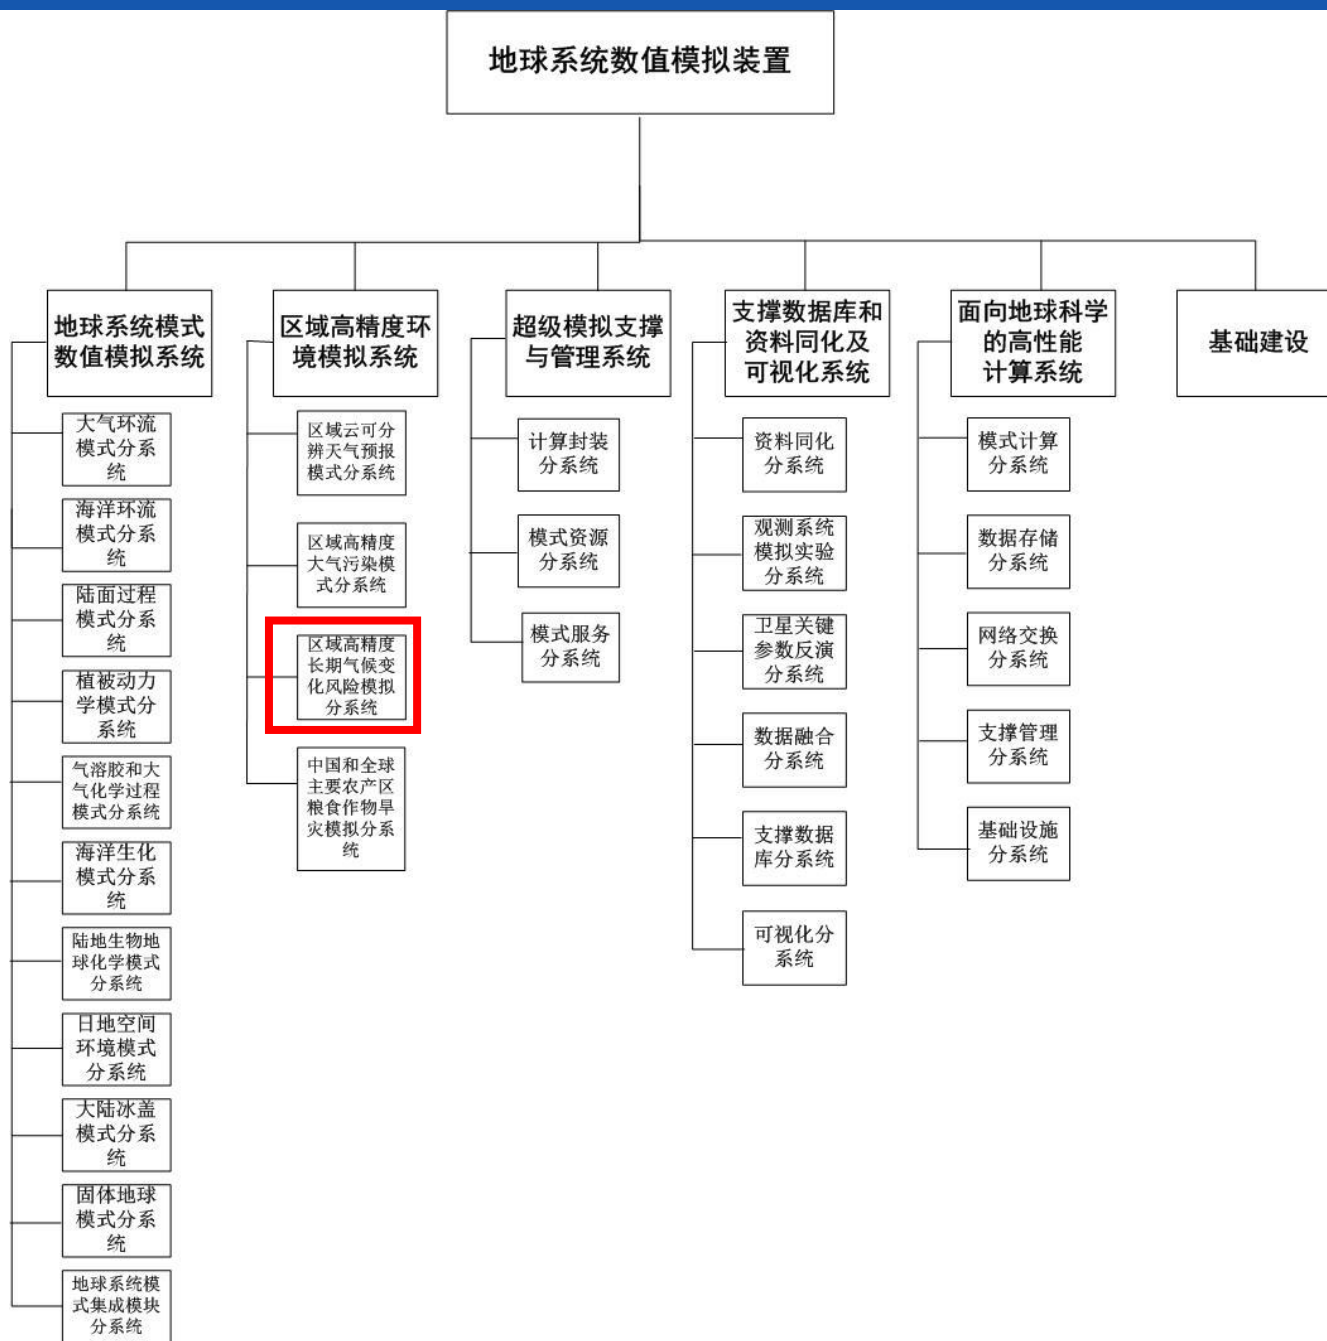 地球系统数值模拟装置
地球系统模式
数值模拟系统
大气环流
模式分系
统
海洋环流
模式分系
统
陆面过程
模式分系
统
植被动力
学模式分
系统
气溶胶和大
气化学过程
模式分系统
海洋生化
模式分系
统
陆地生物地
球化学模式
分系统
日地空间
环境模式
分系统
大陆冰盖
模式分系
统
固体地球
模式分系
统
地球系统模
式集成模块
分系统
区域高精度环
境模拟系统
区域云可分
辨天气预报
模式分系统
区域高精度
大气污染模
式分系统
区域高精度
长期气候变
化风险模拟
分系统
中国和全球
主要农产区
粮食作物旱
灾模拟分系
统
超级模拟支撑
与管理系统
计算封装
分系统
模式资源
分系统
模式服务
分系统
支撑数据库和
资料同化及
可视化系统
资料同化
分系统
观测系统
模拟实验
分系统
卫星关键
参数反演
分系统
数据融合
分系统
支撑数据
库分系统
可视化分
系统
面向地球科学
的高性能
计算系统
模式计算
分系统
数据存储
分系统
网络交换
分系统
支撑管理
分系统
基础设施
分系统
基础建设